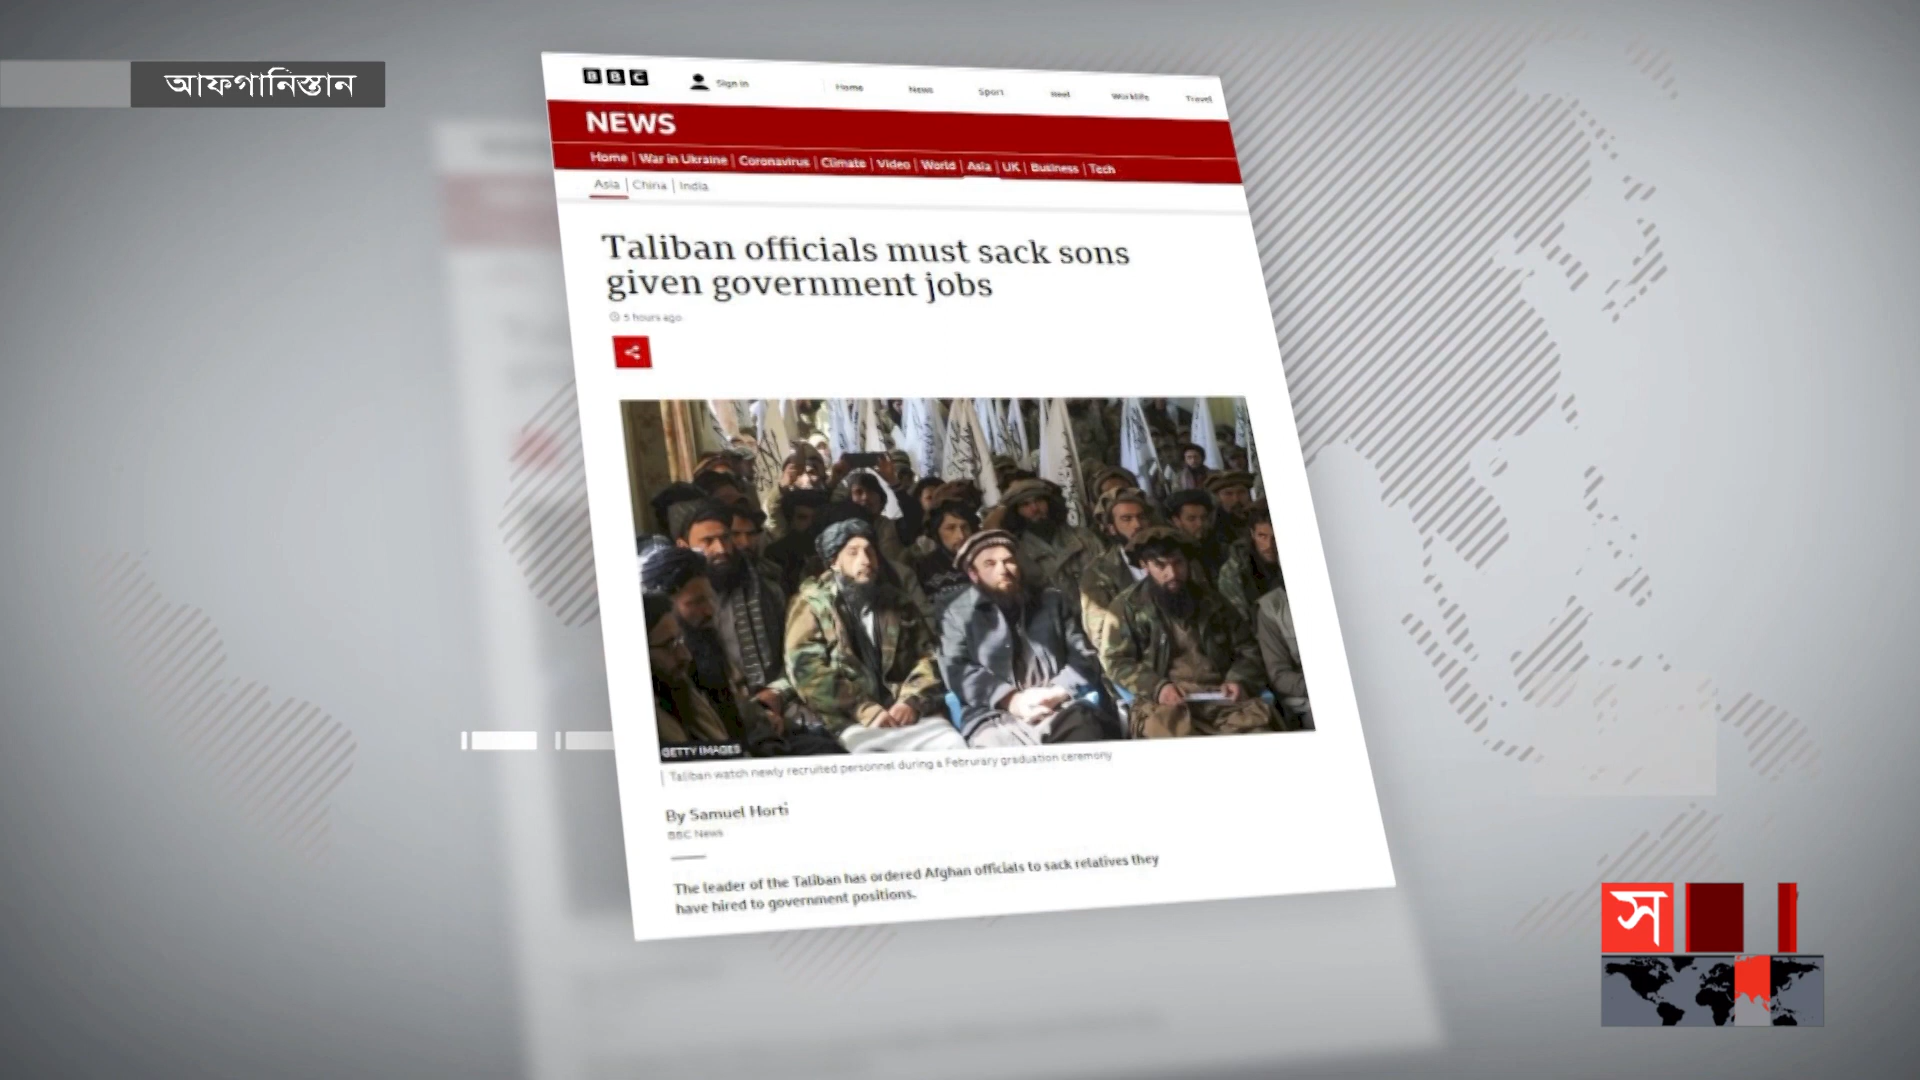 আফগানিস্তান
BBC Sign in Home News Sport Reel Worklife Travel
NEWS
Home | War in Ukraine | Coronavirus | Climate | Video | World | Asia | UK | Business | Tech
Asia | China | India
Taliban officials must sack sons
given government jobs
5 hours ago
GETTY IMAGES
Taliban watch newly recruited personnel during a Februrary graduation ceremony
By Samuel Horti
BBC News
The leader of the Taliban has ordered Afghan officials to sack relatives they
have hired to government positions.
স